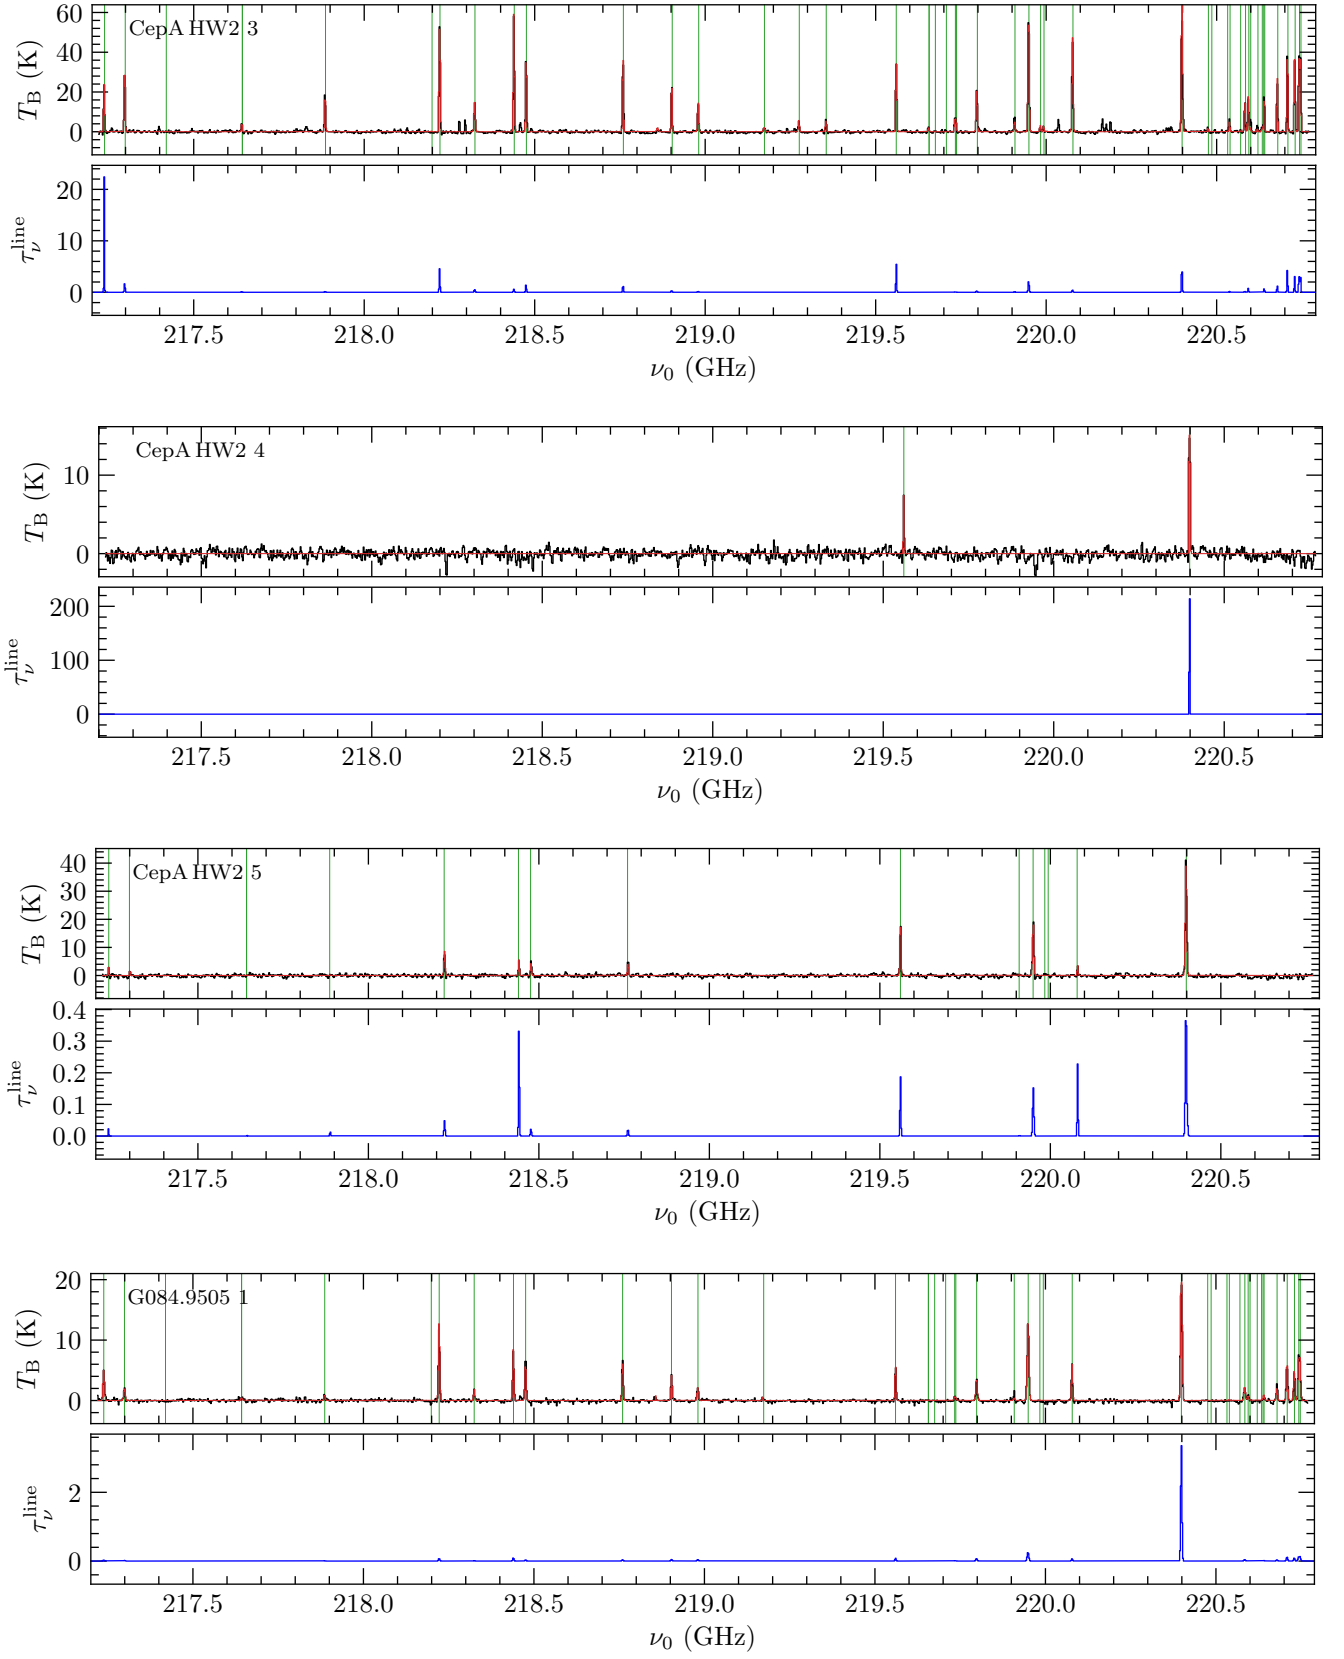 CepA HW2 3
60
40
20
0
T_B (K)
20
10
0
τ_ν^line
217.5 218.0 218.5 219.0 219.5 220.0 220.5
ν_0 (GHz)
CepA HW2 4
10
0
T_B (K)
200
100
0
τ_ν^line
217.5 218.0 218.5 219.0 219.5 220.0 220.5
ν_0 (GHz)
CepA HW2 5
40
30
20
10
0
T_B (K)
0.4
0.3
0.2
0.1
0.0
τ_ν^line
217.5 218.0 218.5 219.0 219.5 220.0 220.5
ν_0 (GHz)
G084.9505 1
20
10
0
T_B (K)
2
0
τ_ν^line
217.5 218.0 218.5 219.0 219.5 220.0 220.5
ν_0 (GHz)